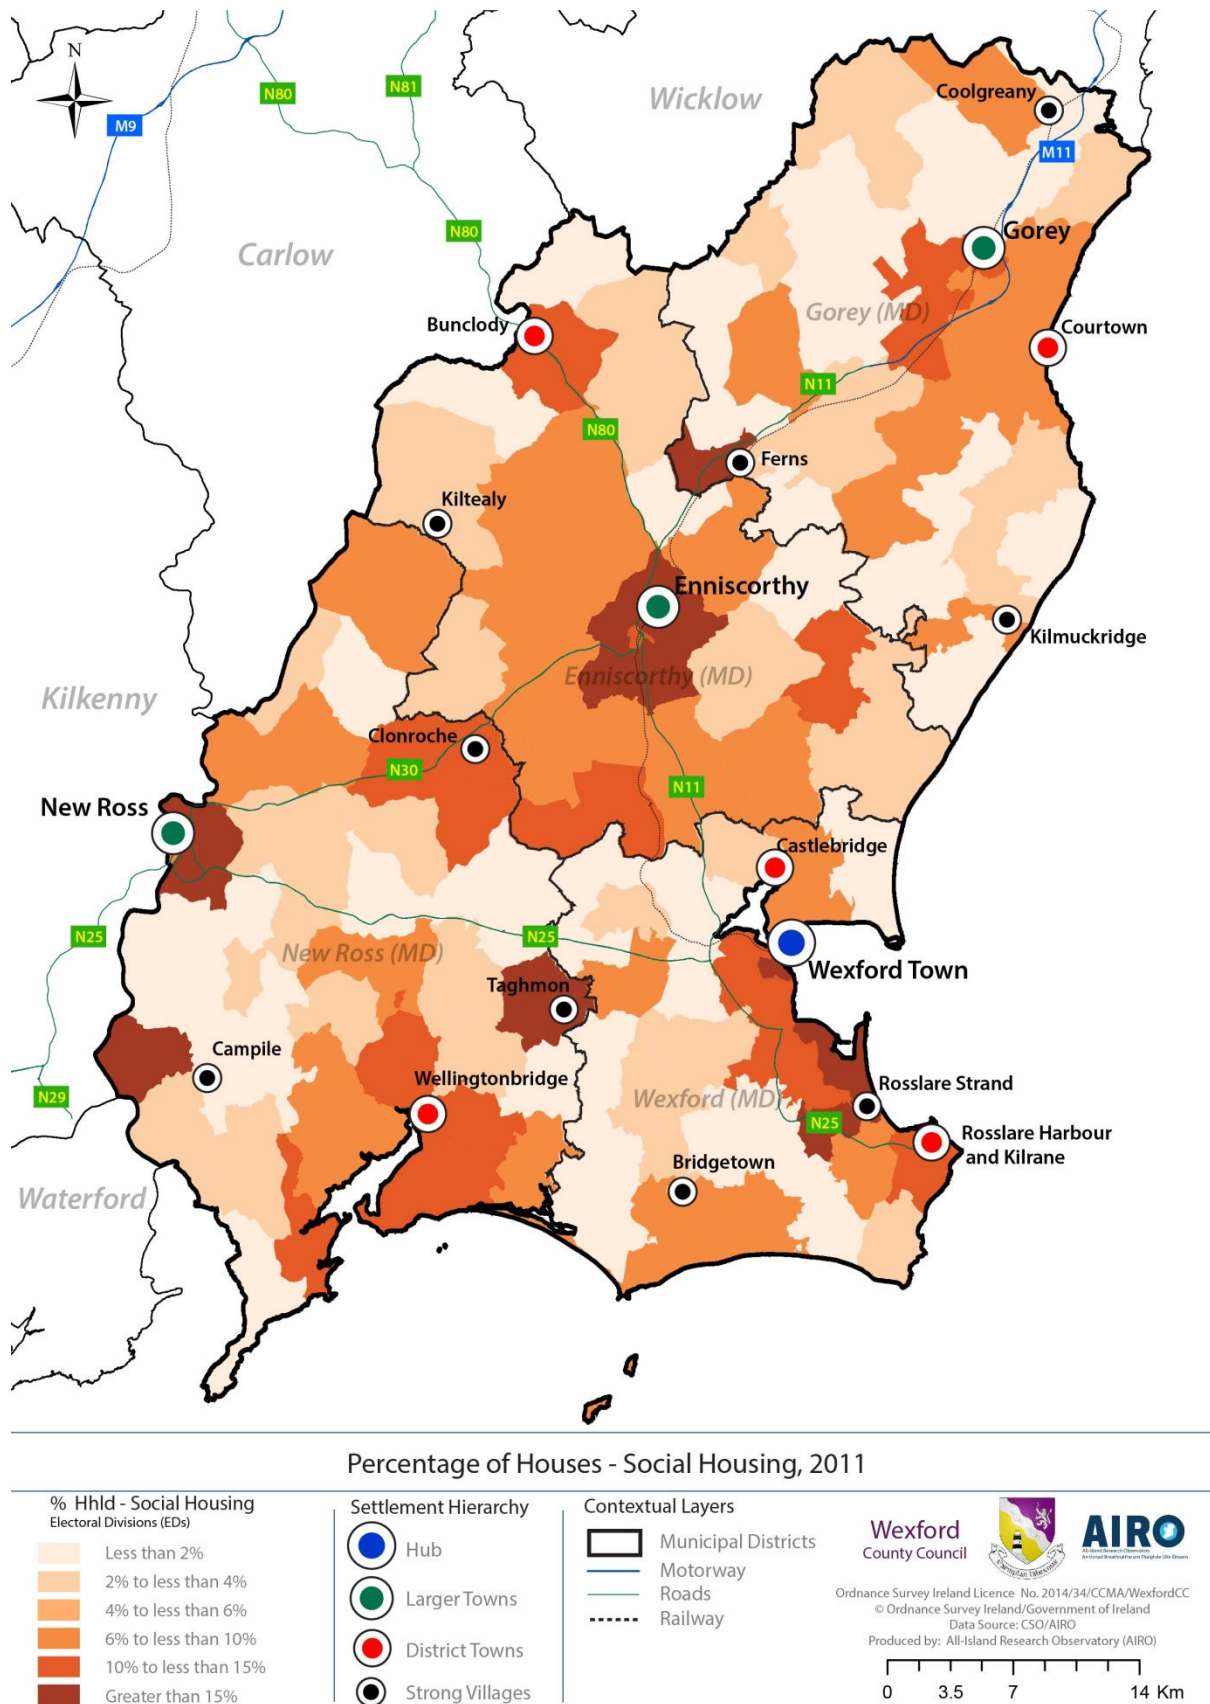 N
N80
N81
Wicklow
Coolgreany
M9
M11
N80
Carlow
Gorey
Gorey (MD)
Bunclody
Courtown
N11
N80
Ferns
Kiltealy
Enniscorthy
Kilmuckridge
Enniscorthy (MD)
Kilkenny
Clonroche
N30
N11
New Ross
Castlebridge
N25
N25
New Ross (MD)
Wexford Town
Taghmon
Campile
Wellingtonbridge
Rosslare Strand
N29
Wexford (MD)
N25
Rosslare Harbour
and Kilrane
Bridgetown
Waterford
Percentage of Houses - Social Housing, 2011
% Hhld - Social Housing
Electoral Divisions (EDs)
Less than 2%
2% to less than 4%
4% to less than 6%
6% to less than 10%
10% to less than 15%
Greater than 15%
Settlement Hierarchy
Hub
Larger Towns
District Towns
Strong Villages
Contextual Layers
Municipal Districts
Motorway
Roads
Railway
Wexford
County Council
AIRO
All-Island Research Observatory
Ordnance Survey Ireland Licence No. 2014/34/CCMA/WexfordCC
© Ordnance Survey Ireland/Government of Ireland
Data Source: CSO/AIRO
Produced by: All-Island Research Observatory (AIRO)
0 3.5 7 14 Km